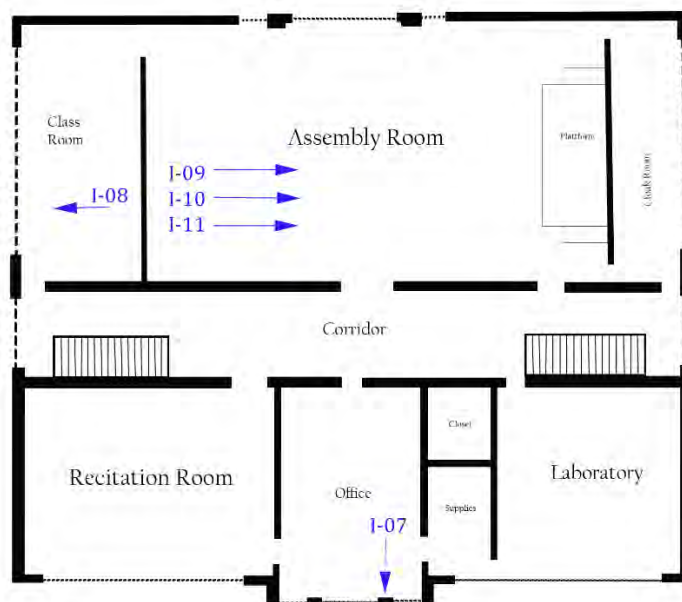 Class
Room
Assembly Room
Platform
Cloak Room
I-09
I-08
I-10
I-11
Corridor
Closet
Recitation Room
Laboratory
Office
Supplies
I-07